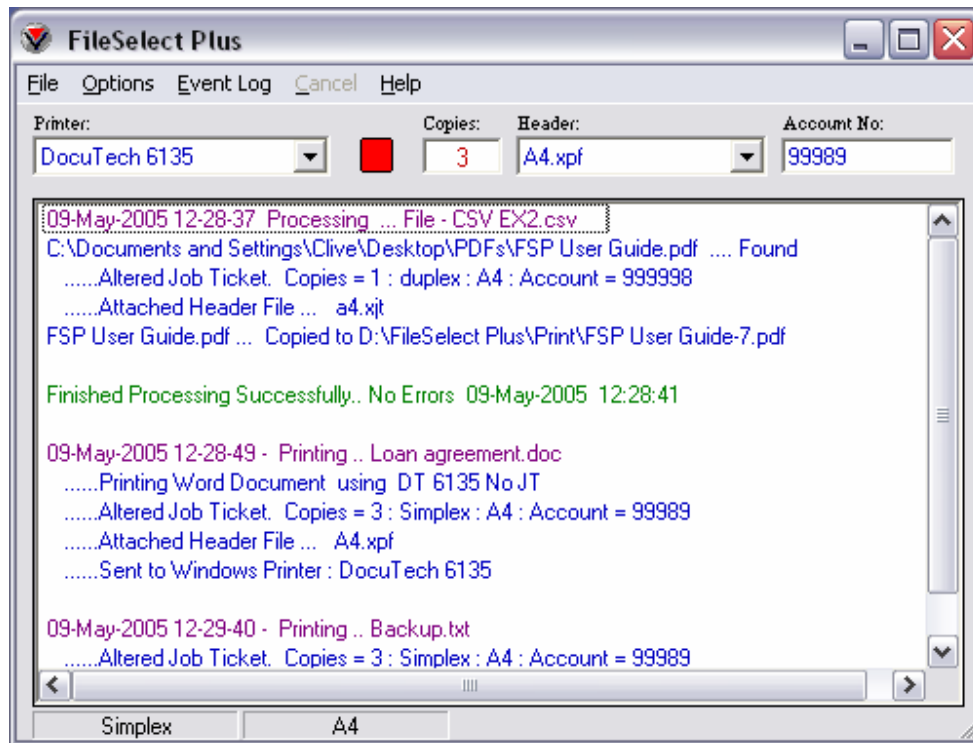 FileSelect Plus
File Options Event Log Cancel Help
Printer: Copies: Header: Account No:
DocuTech 6135 3 A4.xpf 99989
09-May-2005 12-28-37 Processing ... File - CSV EX2.csv
C:\Documents and Settings\Clive\Desktop\PDFs\FSP User Guide.pdf .... Found
......Altered Job Ticket. Copies = 1 : duplex : A4 : Account = 999998
......Attached Header File ... a4.xjt
FSP User Guide.pdf ... Copied to D:\FileSelect Plus\Print\FSP User Guide-7.pdf
Finished Processing Successfully.. No Errors 09-May-2005 12:28:41
09-May-2005 12-28-49 - Printing .. Loan agreement.doc
......Printing Word Document using DT 6135 No JT
......Altered Job Ticket. Copies = 3 : Simplex : A4 : Account = 99989
......Attached Header File ... A4.xpf
......Sent to Windows Printer : DocuTech 6135
09-May-2005 12-29-40 - Printing .. Backup.txt
......Altered Job Ticket. Copies = 3 : Simplex : A4 : Account = 99989
Simplex A4